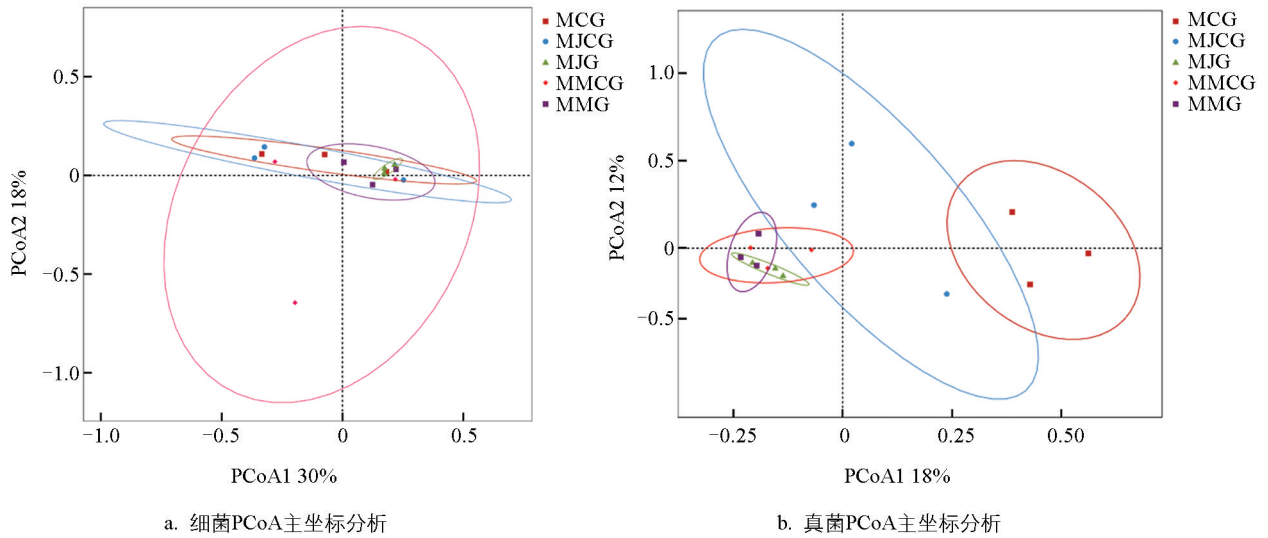 MCG
MJCG
MJG
MMCG
MMG
0.5
0
−0.5
−1.0
PCoA2 18%
−1.0
−0.5
0
0.5
PCoA1 30%
a. 细菌PCoA主坐标分析
MCG
MJCG
MJG
MMCG
MMG
1.0
0.5
0
−0.5
PCoA2 12%
−0.25
0
0.25
0.50
PCoA1 18%
b. 真菌PCoA主坐标分析